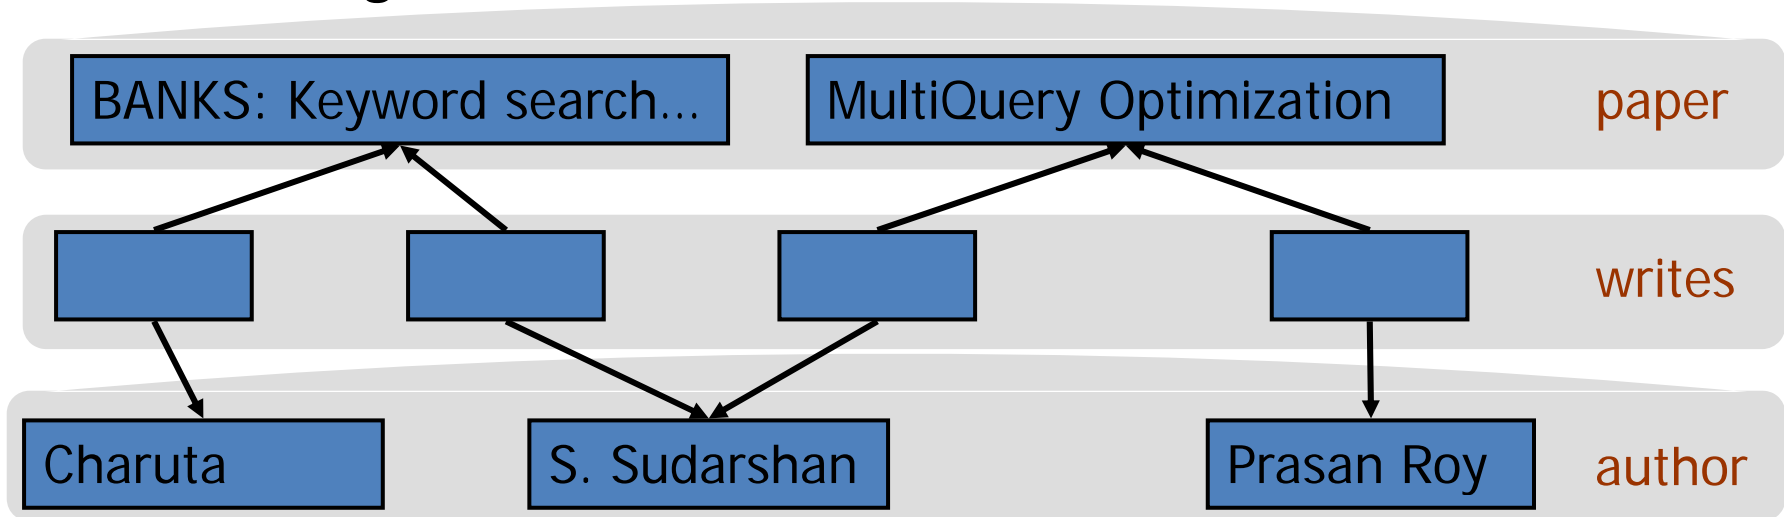 BANKS: Keyword search... MultiQuery Optimization paper
writes
Charuta S. Sudarshan Prasan Roy author